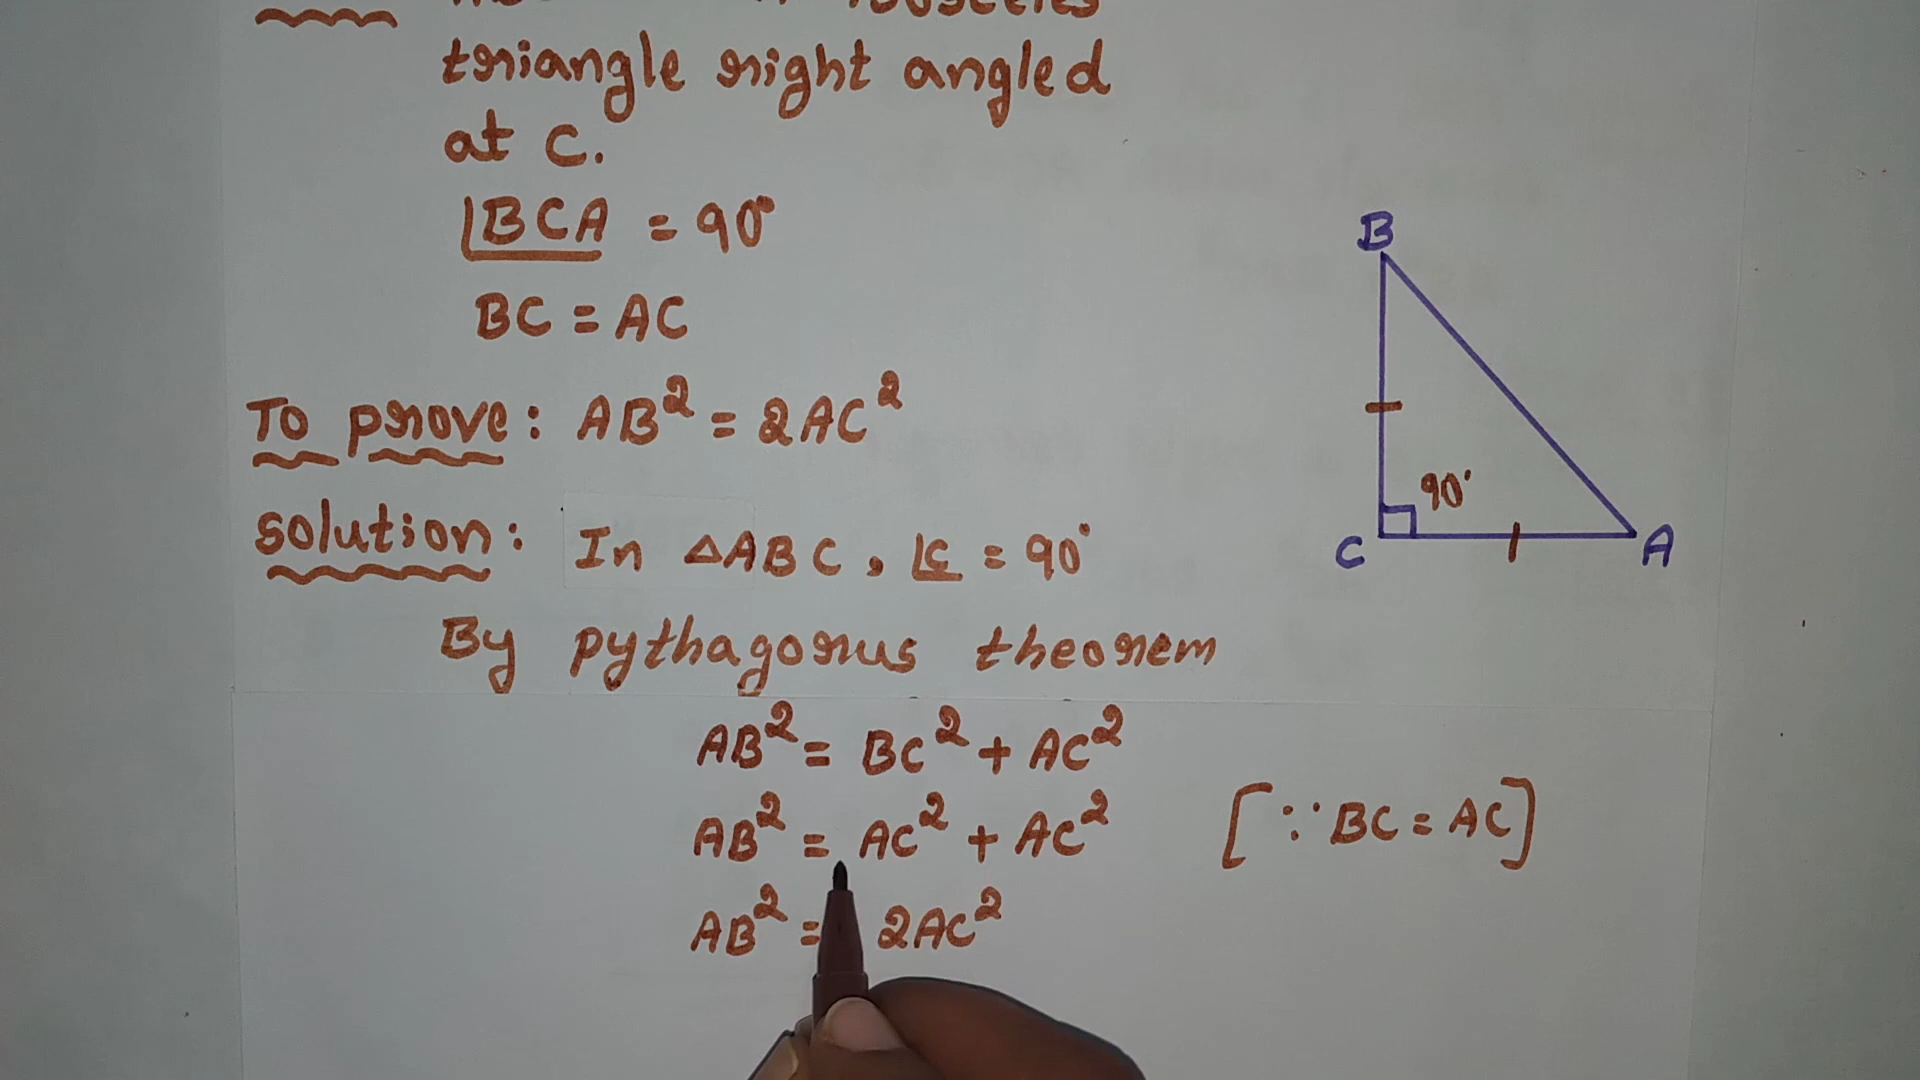 isosceles
triangle right angled
at C.
∠BCA = 90°
BC = AC
To prove: AB² = 2AC²
Solution: In △ABC, ∠C = 90°
By pythagorus theorem
AB² = BC² + AC²
AB² = AC² + AC² [∵ BC = AC]
AB² = 2AC²
B
90°
C
A